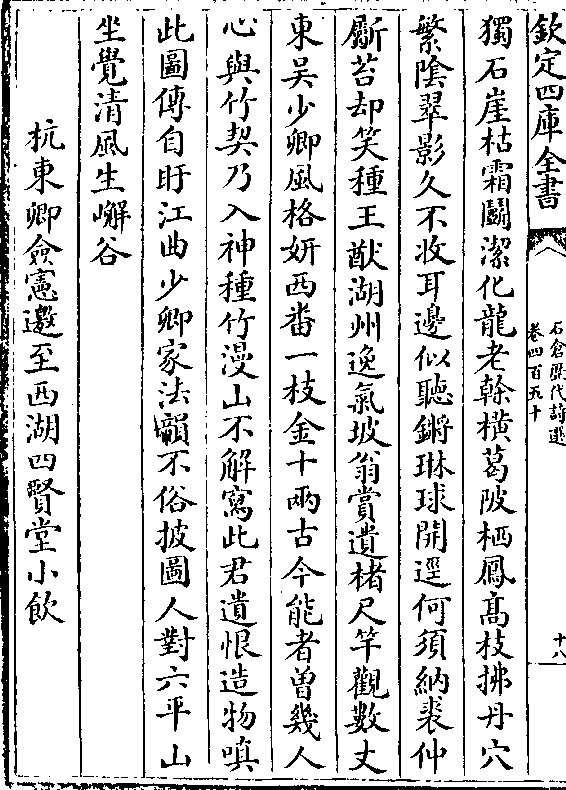 欽定四庫全書
石倉歷代詩選
卷四百五十
十八
獨石崖枯霜鬭潔化龍老榦橫葛陂栖鳳髙枝拂丹穴
繁陰翠影久不收耳邊似聽鏘琳球開逕何須納裘仲
斸苔却笑種王猷湖州逸氣坡翁賞遺楮尺竿觀數丈
東吴少卿風格妍西畨一枝金十兩古今能者曽幾人
心與竹契乃入神種竹漫山不解寫此君遺恨造物嗔
此圖傳自盱江曲少卿家法韻不俗披圖人對六平山
坐覺清風生嶰谷
杭東卿僉憲邀至西湖四賢堂小飲